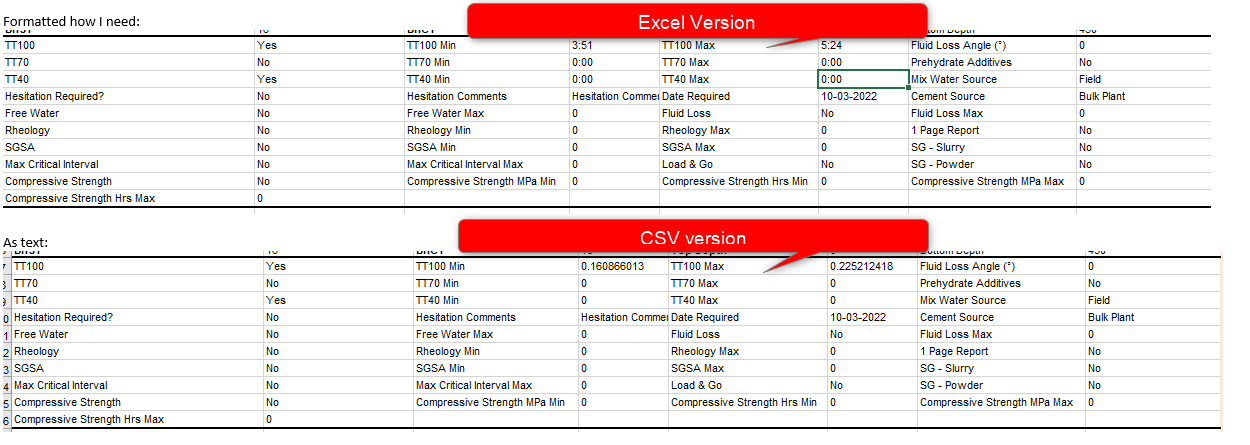 Formatted how I need:
Excel Version
TT100 Yes TT100 Min 3:51 TT100 Max 5:24 Fluid Loss Angle (°) 0
TT70 No TT70 Min 0:00 TT70 Max 0:00 Prehydrate Additives No
TT40 Yes TT40 Min 0:00 TT40 Max 0:00 Mix Water Source Field
Hesitation Required? No Hesitation Comments Hesitation Commer Date Required 10-03-2022 Cement Source Bulk Plant
Free Water No Free Water Max 0 Fluid Loss No Fluid Loss Max 0
Rheology No Rheology Min 0 Rheology Max 0 1 Page Report No
SGSA No SGSA Min 0 SGSA Max 0 SG - Slurry No
Max Critical Interval No Max Critical Interval Max 0 Load & Go No SG - Powder No
Compressive Strength No Compressive Strength MPa Min 0 Compressive Strength Hrs Min 0 Compressive Strength MPa Max 0
Compressive Strength Hrs Max 0
As text:
CSV version
7 TT100 Yes TT100 Min 0.160866013 TT100 Max 0.225212418 Fluid Loss Angle (°) 0
8 TT70 No TT70 Min 0 TT70 Max 0 Prehydrate Additives No
9 TT40 Yes TT40 Min 0 TT40 Max 0 Mix Water Source Field
0 Hesitation Required? No Hesitation Comments Hesitation Commer Date Required 10-03-2022 Cement Source Bulk Plant
1 Free Water No Free Water Max 0 Fluid Loss No Fluid Loss Max 0
2 Rheology No Rheology Min 0 Rheology Max 0 1 Page Report No
3 SGSA No SGSA Min 0 SGSA Max 0 SG - Slurry No
4 Max Critical Interval No Max Critical Interval Max 0 Load & Go No SG - Powder No
5 Compressive Strength No Compressive Strength MPa Min 0 Compressive Strength Hrs Min 0 Compressive Strength MPa Max 0
6 Compressive Strength Hrs Max 0